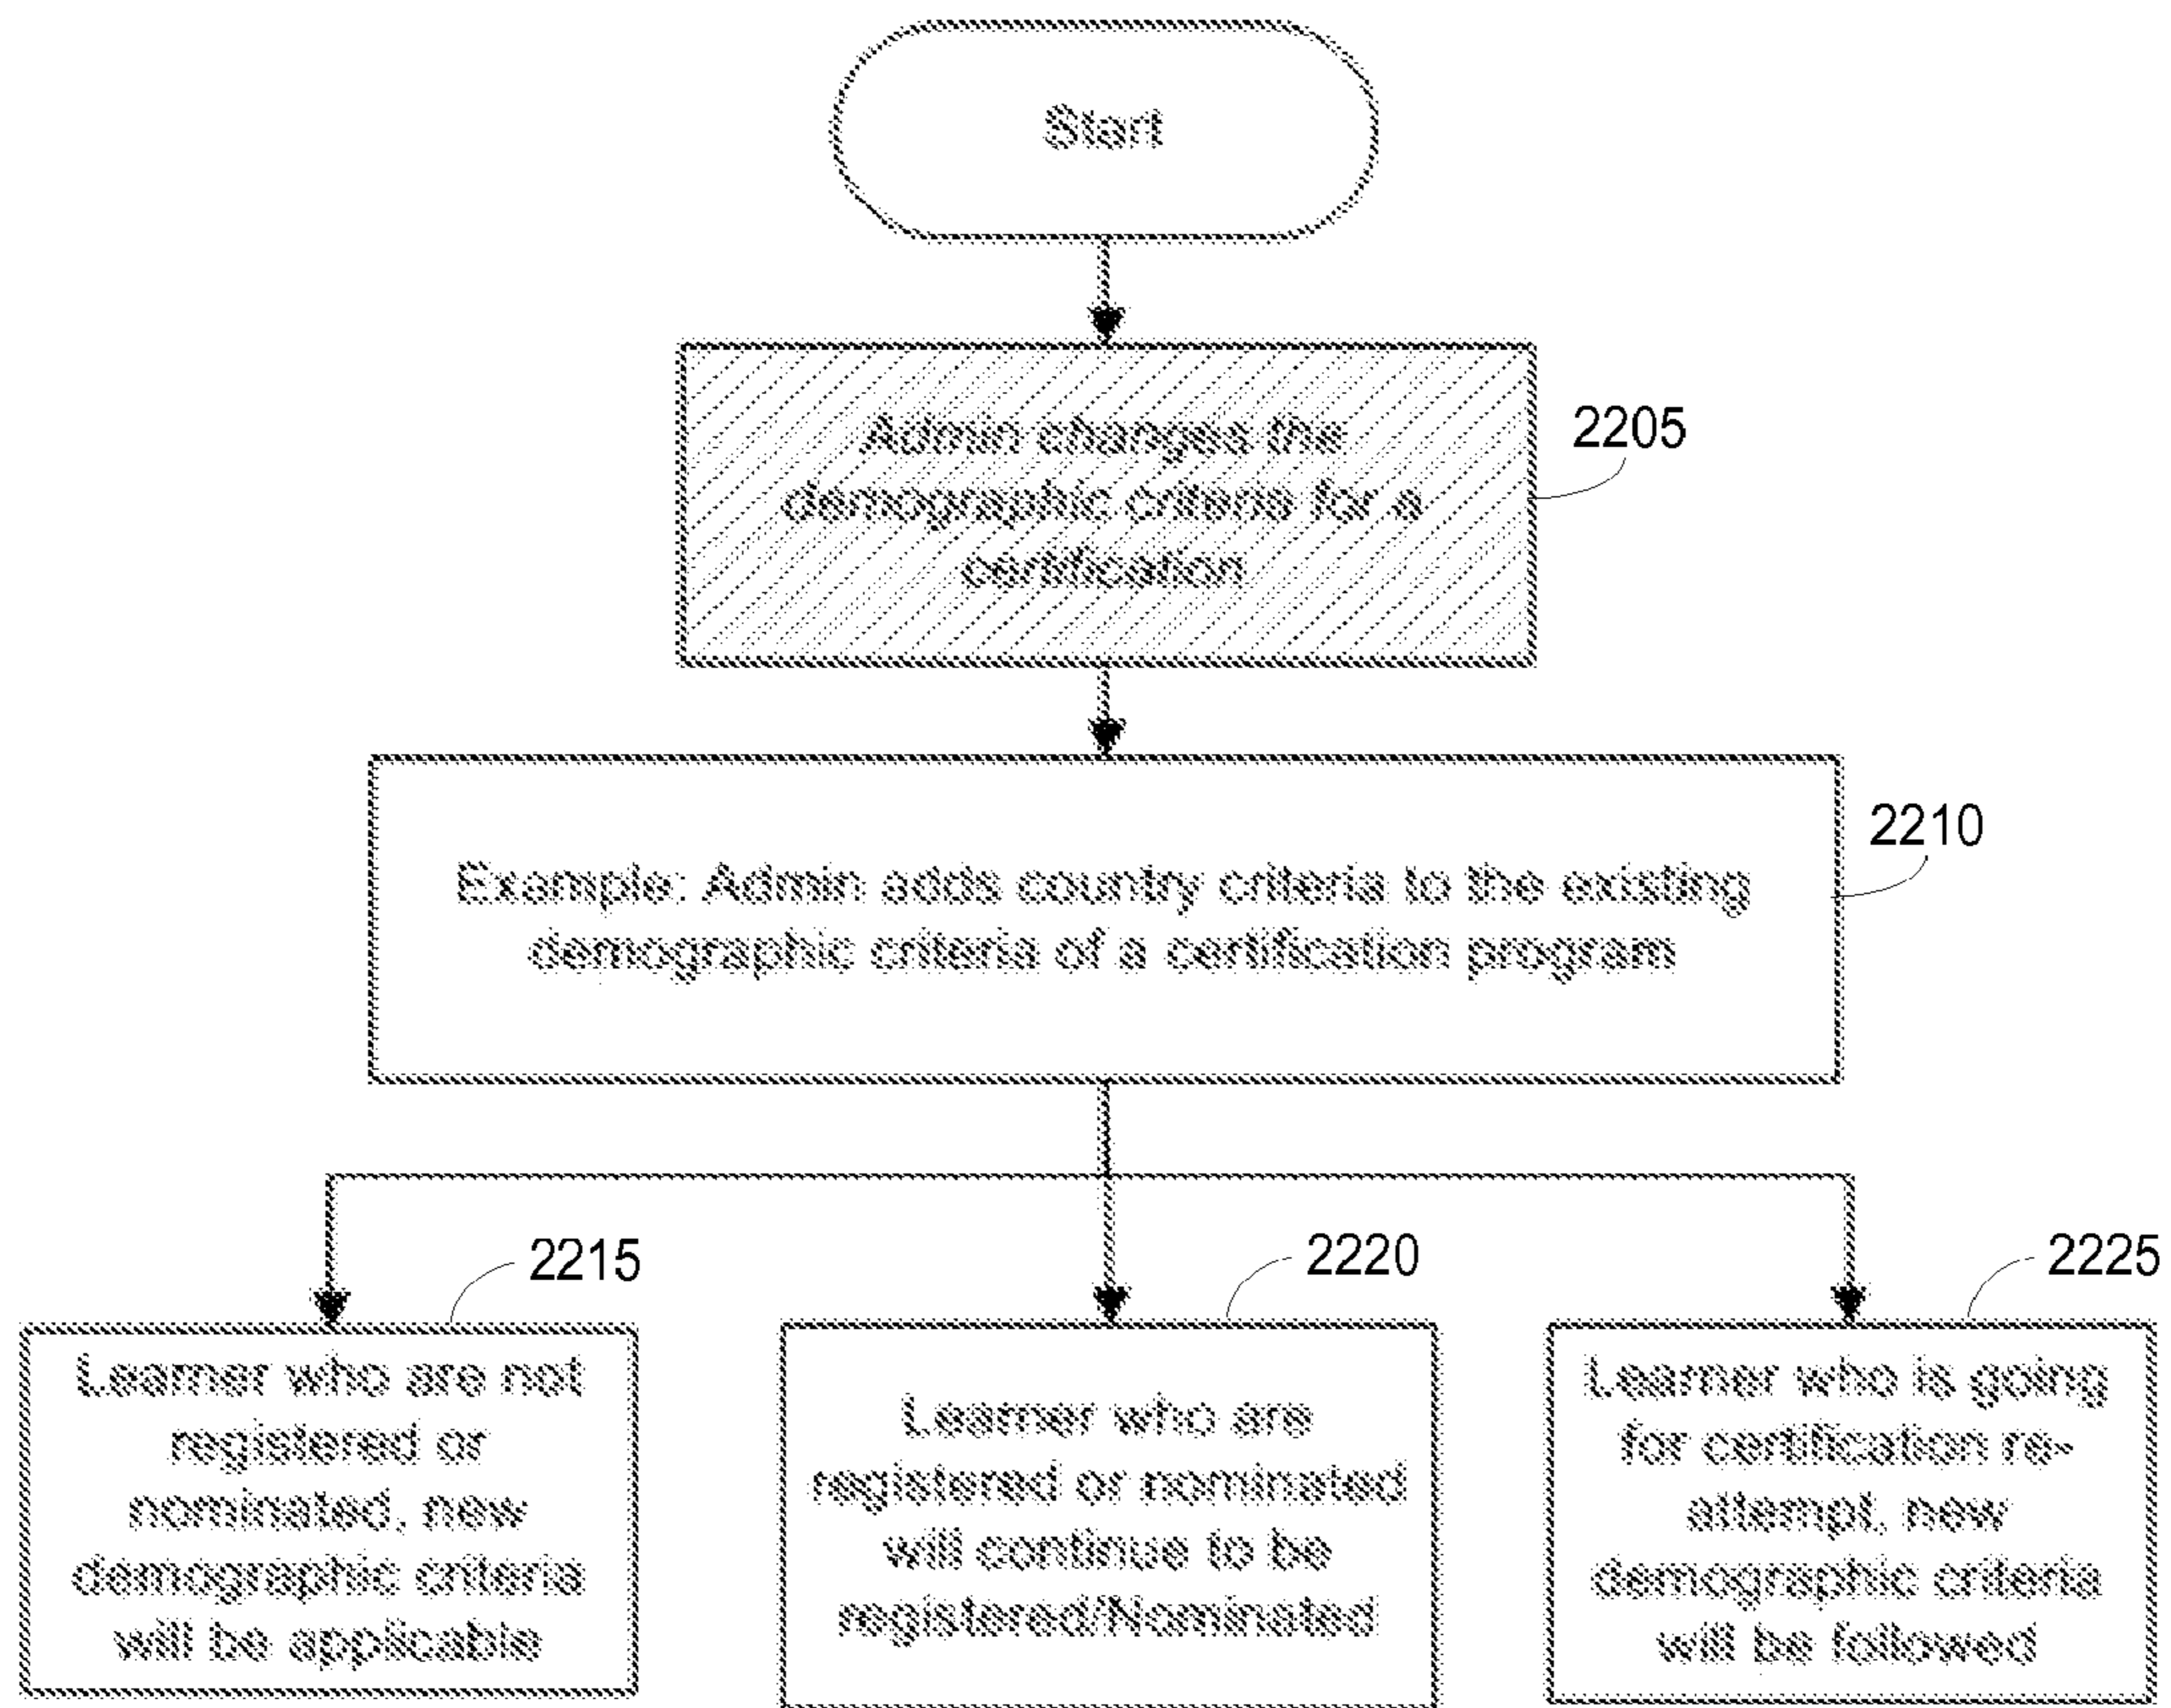 Start
Admin changes the
demographic criteria for a
certification
2205
Example: Admin adds country criteria to the existing
demographic criteria of a certification program
2210
2215
Learner who are not
registered or
nominated, new
demographic criteria
will be applicable
2220
Learner who are
registered or nominated
will continue to be
registered/Nominated
2225
Learner who is going
for certification re-
attempt, new
demographic criteria
will be followed